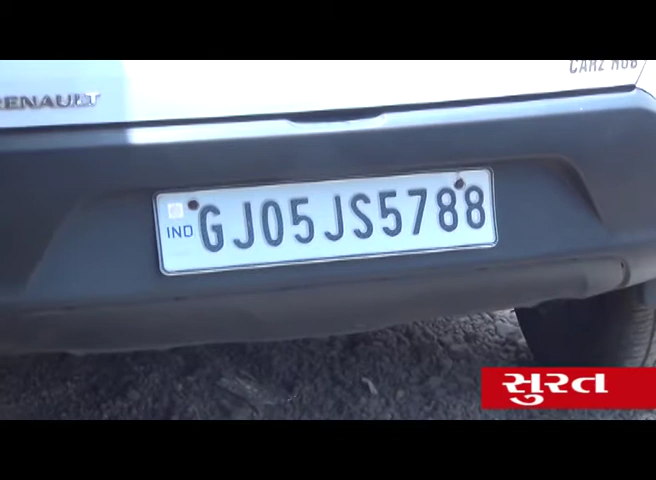 RENAULT
CARZ HUB
IND
GJ05JS5788
સુરત